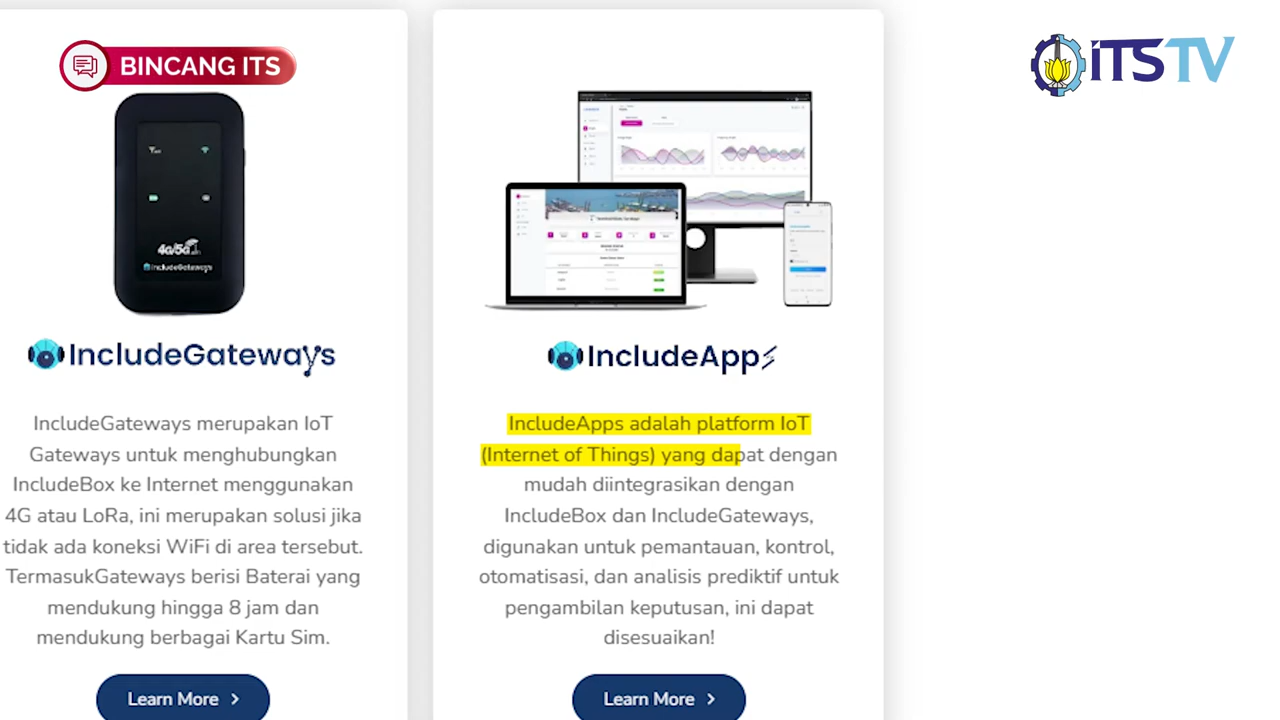 BINCANG ITS
iTSTV
4G/5G
IncludeGateways
IncludeGateways
IncludeGateways merupakan IoT
Gateways untuk menghubungkan
IncludeBox ke Internet menggunakan
4G atau LoRa, ini merupakan solusi jika
tidak ada koneksi WiFi di area tersebut.
TermasukGateways berisi Baterai yang
mendukung hingga 8 jam dan
mendukung berbagai Kartu Sim.
Learn More
IncludeApps
IncludeApps adalah platform IoT
(Internet of Things) yang dapat dengan
mudah diintegrasikan dengan
IncludeBox dan IncludeGateways,
digunakan untuk pemantauan, kontrol,
otomatisasi, dan analisis prediktif untuk
pengambilan keputusan, ini dapat
disesuaikan!
Learn More